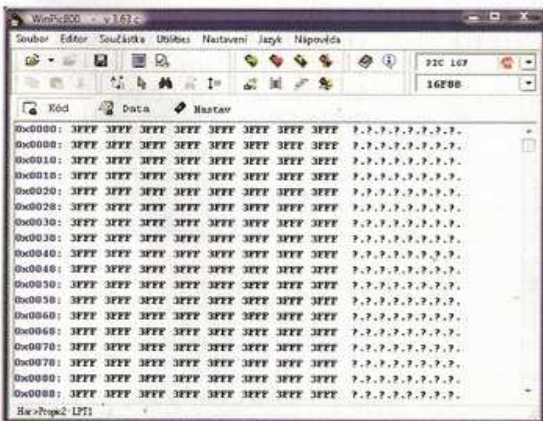 WinPic800 - v 3.63 c
Soubor Editor Součástka Utilities Nastavení Jazyk Nápověda
PIC 16F
16F88
Kód Data Nastav
0x0000: 3FFF 3FFF 3FFF 3FFF 3FFF 3FFF 3FFF 3FFF ?.?.?.?.?.?.?.?.
0x0008: 3FFF 3FFF 3FFF 3FFF 3FFF 3FFF 3FFF 3FFF ?.?.?.?.?.?.?.?.
0x0010: 3FFF 3FFF 3FFF 3FFF 3FFF 3FFF 3FFF 3FFF ?.?.?.?.?.?.?.?.
0x0018: 3FFF 3FFF 3FFF 3FFF 3FFF 3FFF 3FFF 3FFF ?.?.?.?.?.?.?.?.
0x0020: 3FFF 3FFF 3FFF 3FFF 3FFF 3FFF 3FFF 3FFF ?.?.?.?.?.?.?.?.
0x0028: 3FFF 3FFF 3FFF 3FFF 3FFF 3FFF 3FFF 3FFF ?.?.?.?.?.?.?.?.
0x0030: 3FFF 3FFF 3FFF 3FFF 3FFF 3FFF 3FFF 3FFF ?.?.?.?.?.?.?.?.
0x0038: 3FFF 3FFF 3FFF 3FFF 3FFF 3FFF 3FFF 3FFF ?.?.?.?.?.?.?.?.
0x0040: 3FFF 3FFF 3FFF 3FFF 3FFF 3FFF 3FFF 3FFF ?.?.?.?.?.?.?.?.
0x0048: 3FFF 3FFF 3FFF 3FFF 3FFF 3FFF 3FFF 3FFF ?.?.?.?.?.?.?.?.
0x0050: 3FFF 3FFF 3FFF 3FFF 3FFF 3FFF 3FFF 3FFF ?.?.?.?.?.?.?.?.
0x0058: 3FFF 3FFF 3FFF 3FFF 3FFF 3FFF 3FFF 3FFF ?.?.?.?.?.?.?.?.
0x0060: 3FFF 3FFF 3FFF 3FFF 3FFF 3FFF 3FFF 3FFF ?.?.?.?.?.?.?.?.
0x0068: 3FFF 3FFF 3FFF 3FFF 3FFF 3FFF 3FFF 3FFF ?.?.?.?.?.?.?.?.
0x0070: 3FFF 3FFF 3FFF 3FFF 3FFF 3FFF 3FFF 3FFF ?.?.?.?.?.?.?.?.
0x0078: 3FFF 3FFF 3FFF 3FFF 3FFF 3FFF 3FFF 3FFF ?.?.?.?.?.?.?.?.
0x0080: 3FFF 3FFF 3FFF 3FFF 3FFF 3FFF 3FFF 3FFF ?.?.?.?.?.?.?.?.
0x0088: 3FFF 3FFF 3FFF 3FFF 3FFF 3FFF 3FFF 3FFF ?.?.?.?.?.?.?.?.
Har>Propic2-LPT1